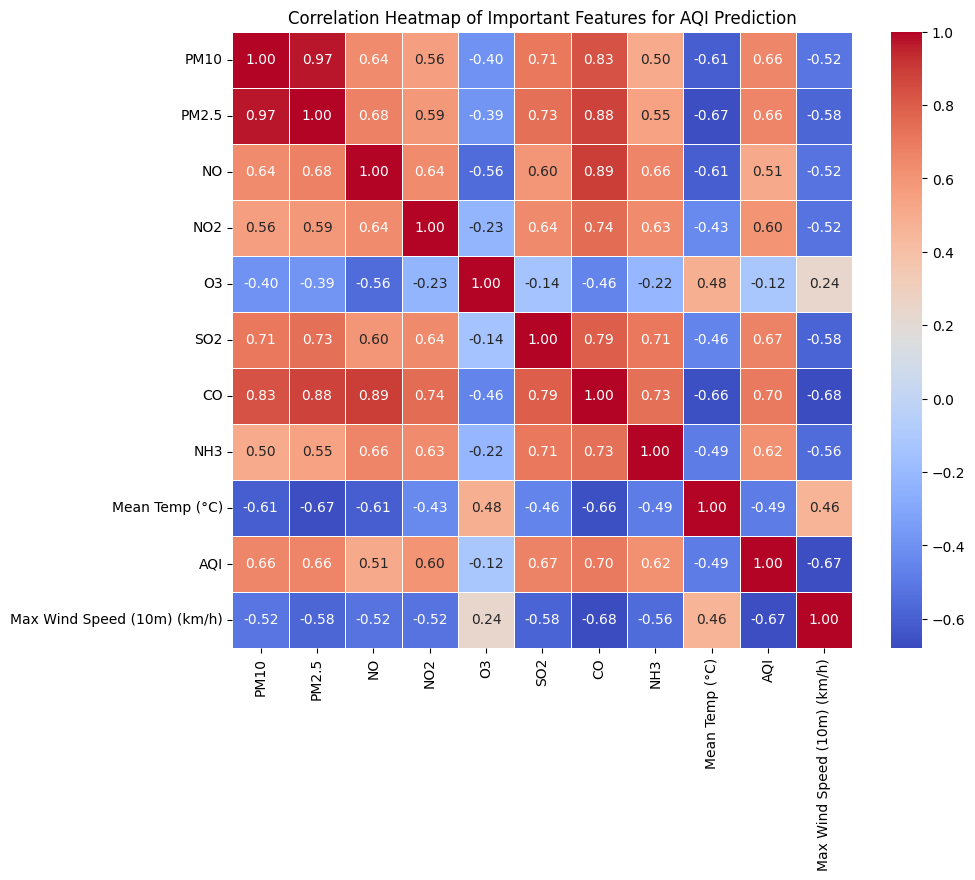 Correlation Heatmap of Important Features for AQI Prediction
PM10 1.00 0.97 0.64 0.56 -0.40 0.71 0.83 0.50 -0.61 0.66 -0.52
PM2.5 0.97 1.00 0.68 0.59 -0.39 0.73 0.88 0.55 -0.67 0.66 -0.58
NO 0.64 0.68 1.00 0.64 -0.56 0.60 0.89 0.66 -0.61 0.51 -0.52
NO2 0.56 0.59 0.64 1.00 -0.23 0.64 0.74 0.63 -0.43 0.60 -0.52
O3 -0.40 -0.39 -0.56 -0.23 1.00 -0.14 -0.46 -0.22 0.48 -0.12 0.24
SO2 0.71 0.73 0.60 0.64 -0.14 1.00 0.79 0.71 -0.46 0.67 -0.58
CO 0.83 0.88 0.89 0.74 -0.46 0.79 1.00 0.73 -0.66 0.70 -0.68
NH3 0.50 0.55 0.66 0.63 -0.22 0.71 0.73 1.00 -0.49 0.62 -0.56
Mean Temp (°C) -0.61 -0.67 -0.61 -0.43 0.48 -0.46 -0.66 -0.49 1.00 -0.49 0.46
AQI 0.66 0.66 0.51 0.60 -0.12 0.67 0.70 0.62 -0.49 1.00 -0.67
Max Wind Speed (10m) (km/h) -0.52 -0.58 -0.52 -0.52 0.24 -0.58 -0.68 -0.56 0.46 -0.67 1.00
PM10
PM2.5
NO
NO2
O3
SO2
CO
NH3
Mean Temp (°C)
AQI
Max Wind Speed (10m) (km/h)
1.0
0.8
0.6
0.4
0.2
0.0
−0.2
−0.4
−0.6